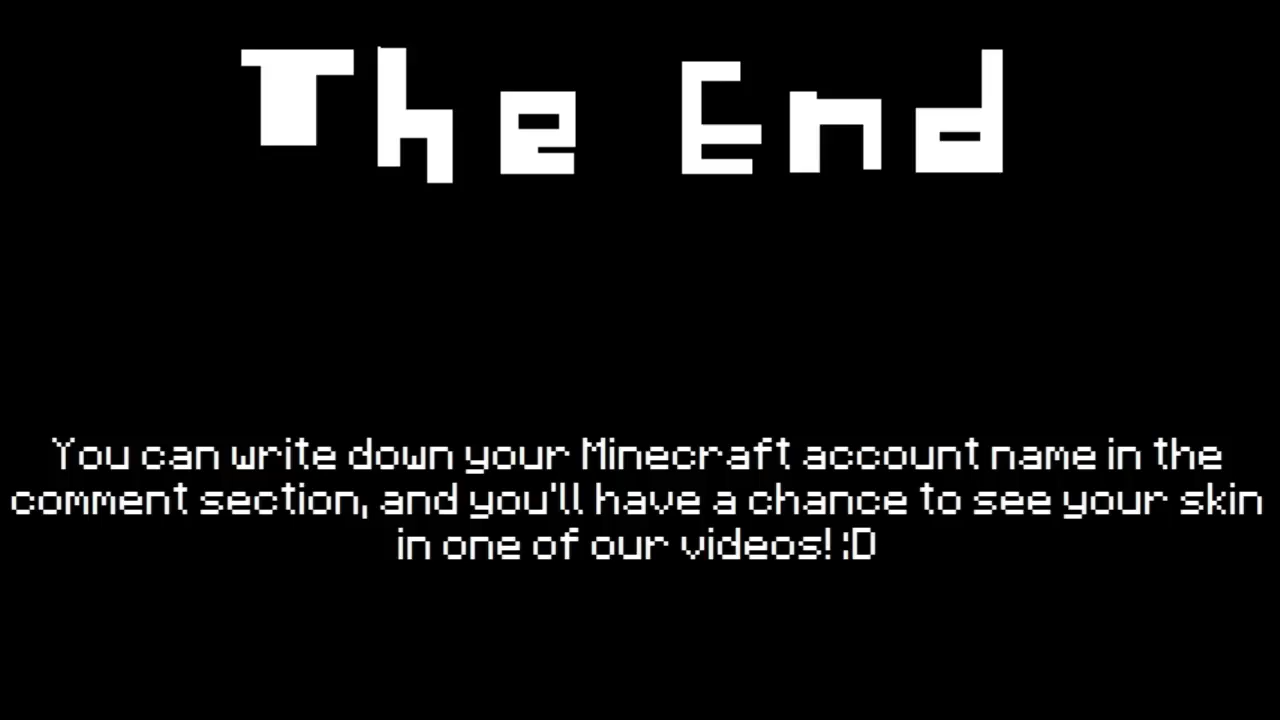 The End
You can write down your Minecraft account name in the
comment section, and you'll have a chance to see your skin
in one of our videos! :D